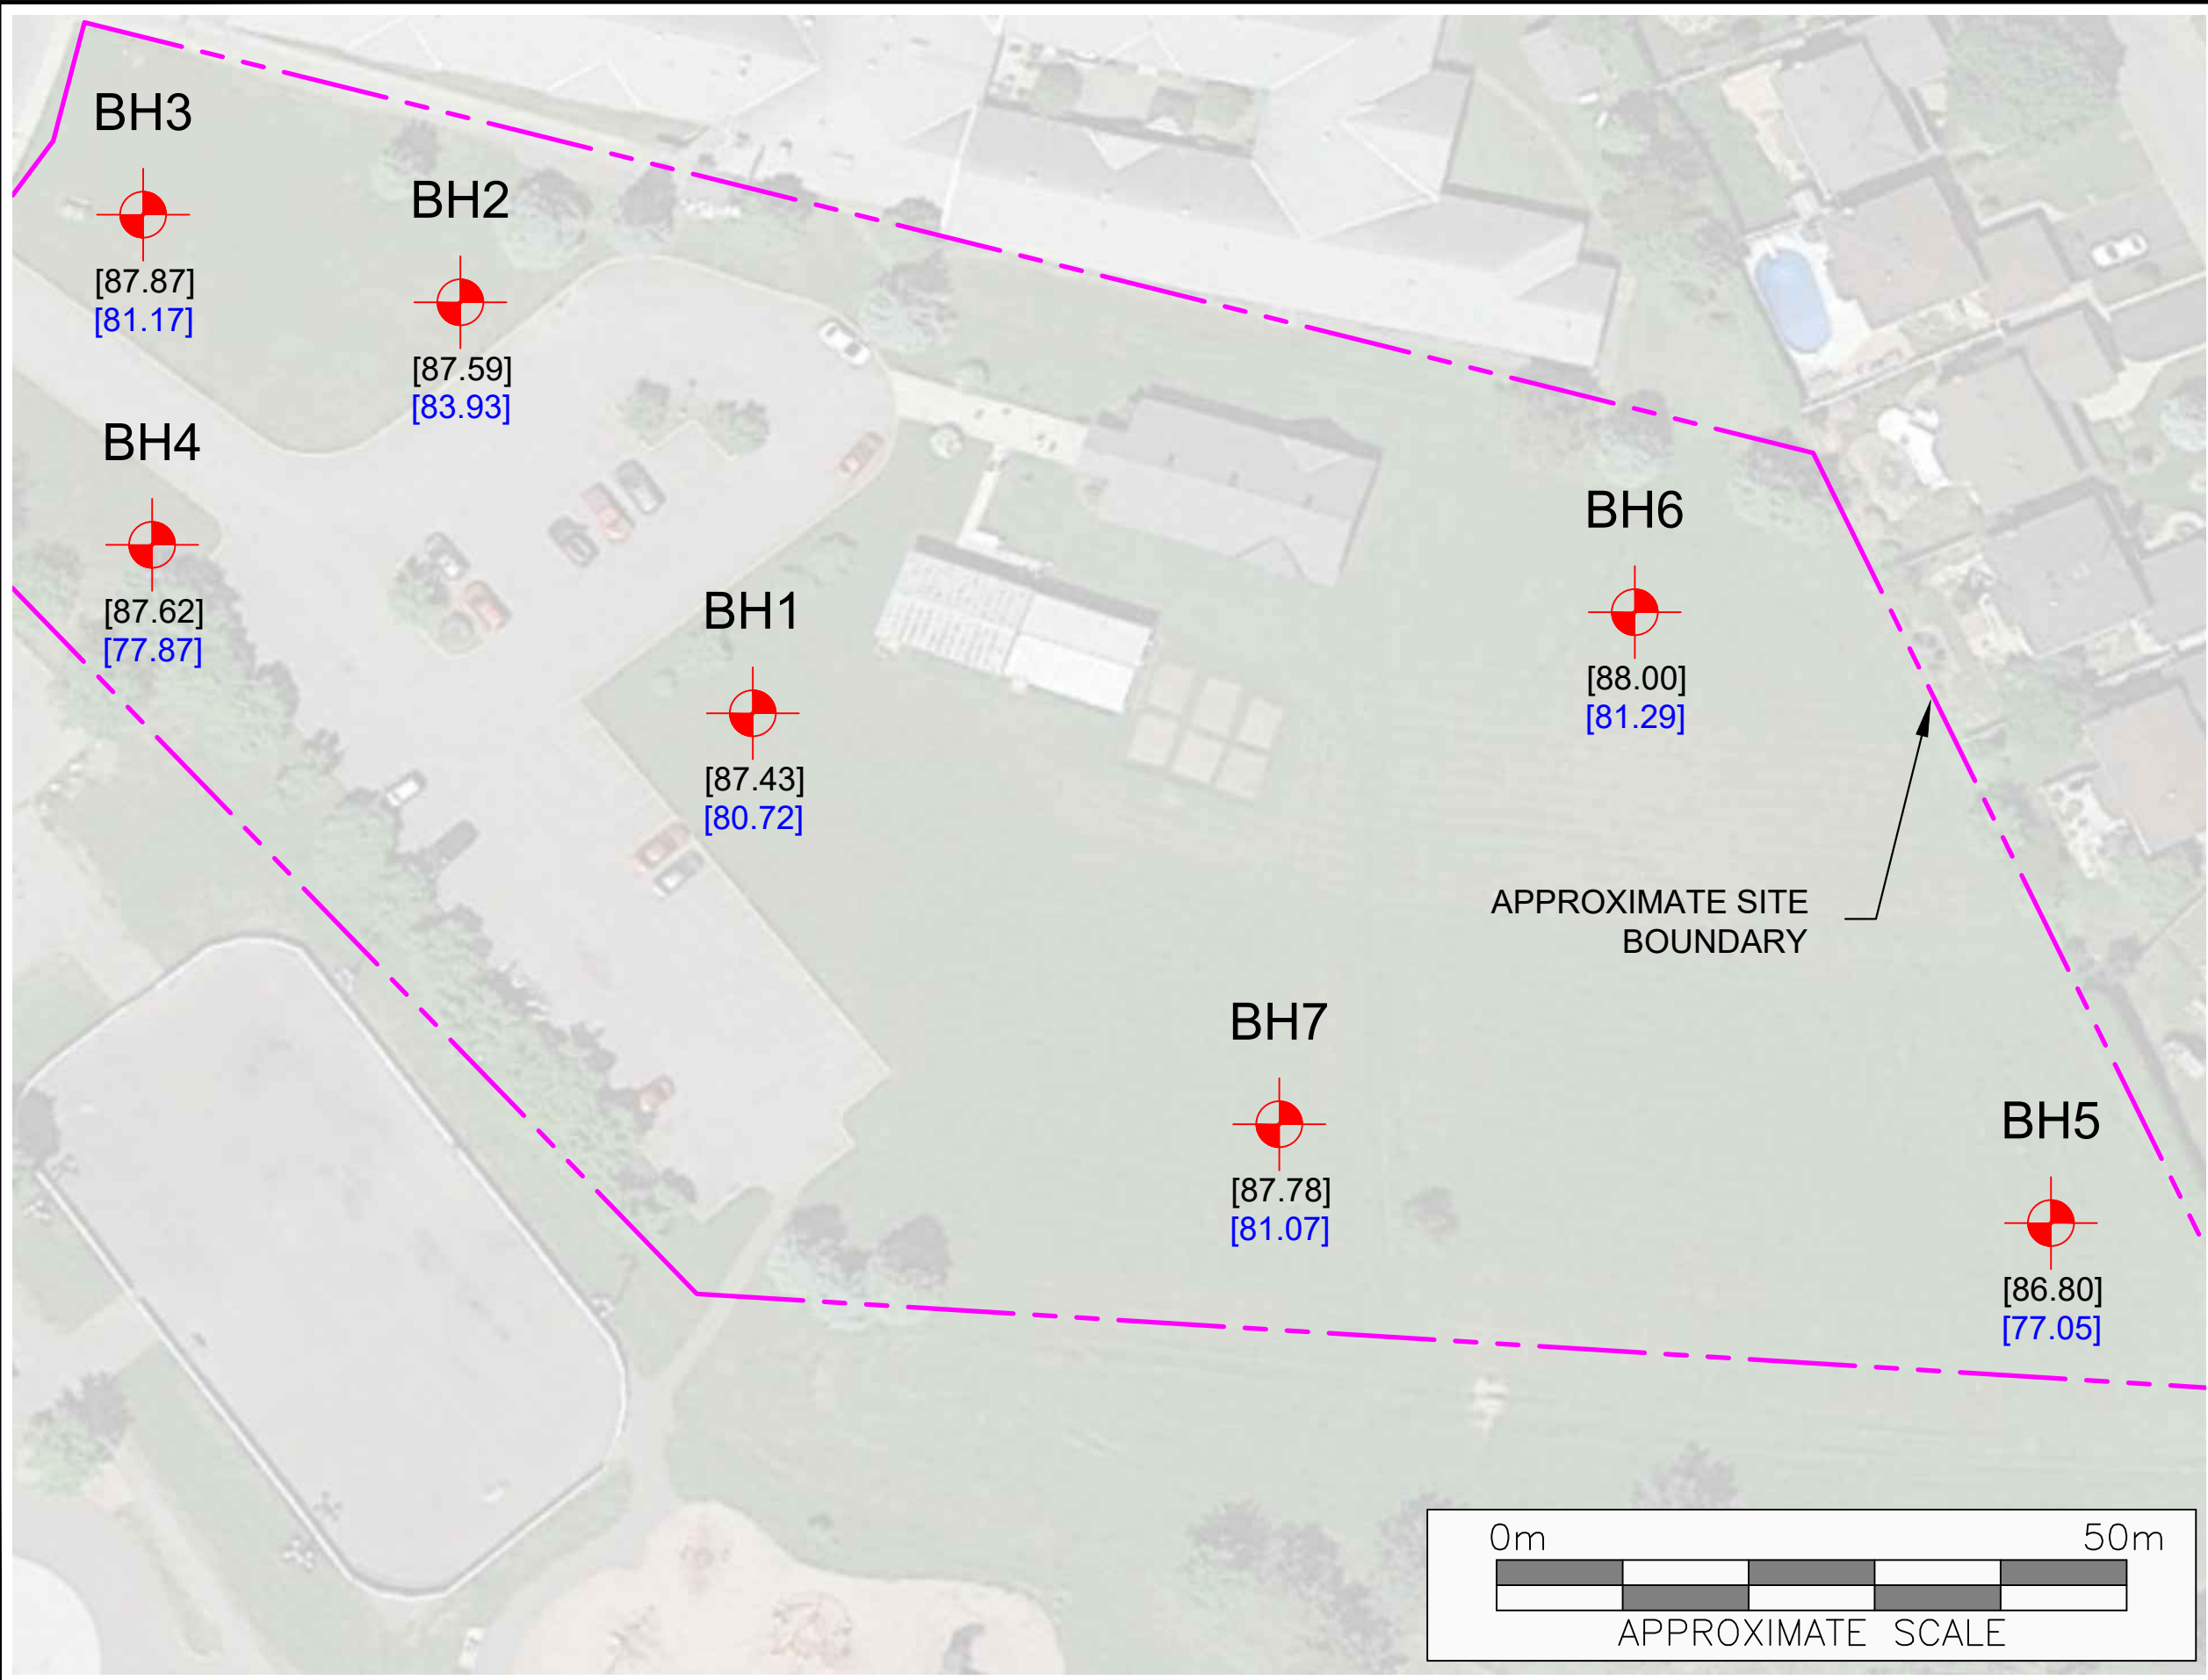 BH3
[87.87]
[81.17]
BH2
[87.59]
[83.93]
BH4
[87.62]
[77.87]
BH1
[87.43]
[80.72]
BH6
[88.00]
[81.29]
APPROXIMATE SITE
BOUNDARY
BH7
[87.78]
[81.07]
BH5
[86.80]
[77.05]
0m 50m
APPROXIMATE SCALE